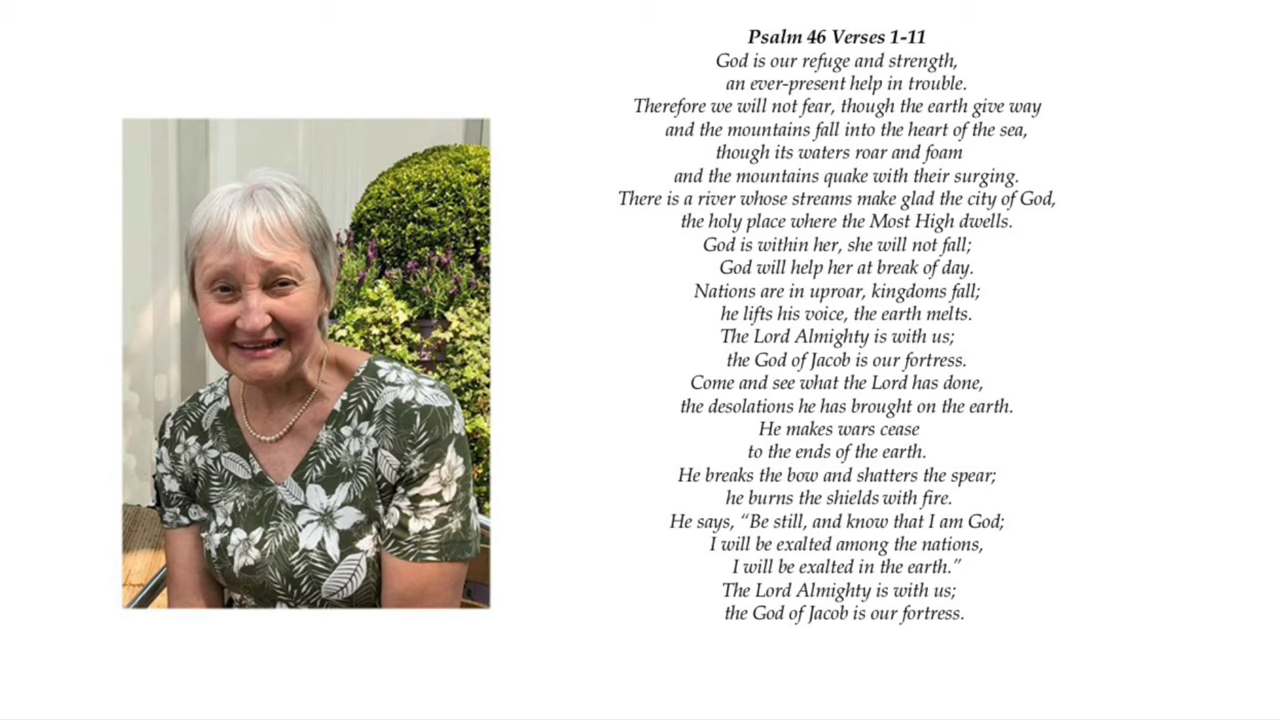 Psalm 46 Verses 1-11
God is our refuge and strength,
an ever-present help in trouble.
Therefore we will not fear, though the earth give way
and the mountains fall into the heart of the sea,
though its waters roar and foam
and the mountains quake with their surging.
There is a river whose streams make glad the city of God,
the holy place where the Most High dwells.
God is within her, she will not fall;
God will help her at break of day.
Nations are in uproar, kingdoms fall;
he lifts his voice, the earth melts.
The Lord Almighty is with us;
the God of Jacob is our fortress.
Come and see what the Lord has done,
the desolations he has brought on the earth.
He makes wars cease
to the ends of the earth.
He breaks the bow and shatters the spear;
he burns the shields with fire.
He says, “Be still, and know that I am God;
I will be exalted among the nations,
I will be exalted in the earth.”
The Lord Almighty is with us;
the God of Jacob is our fortress.